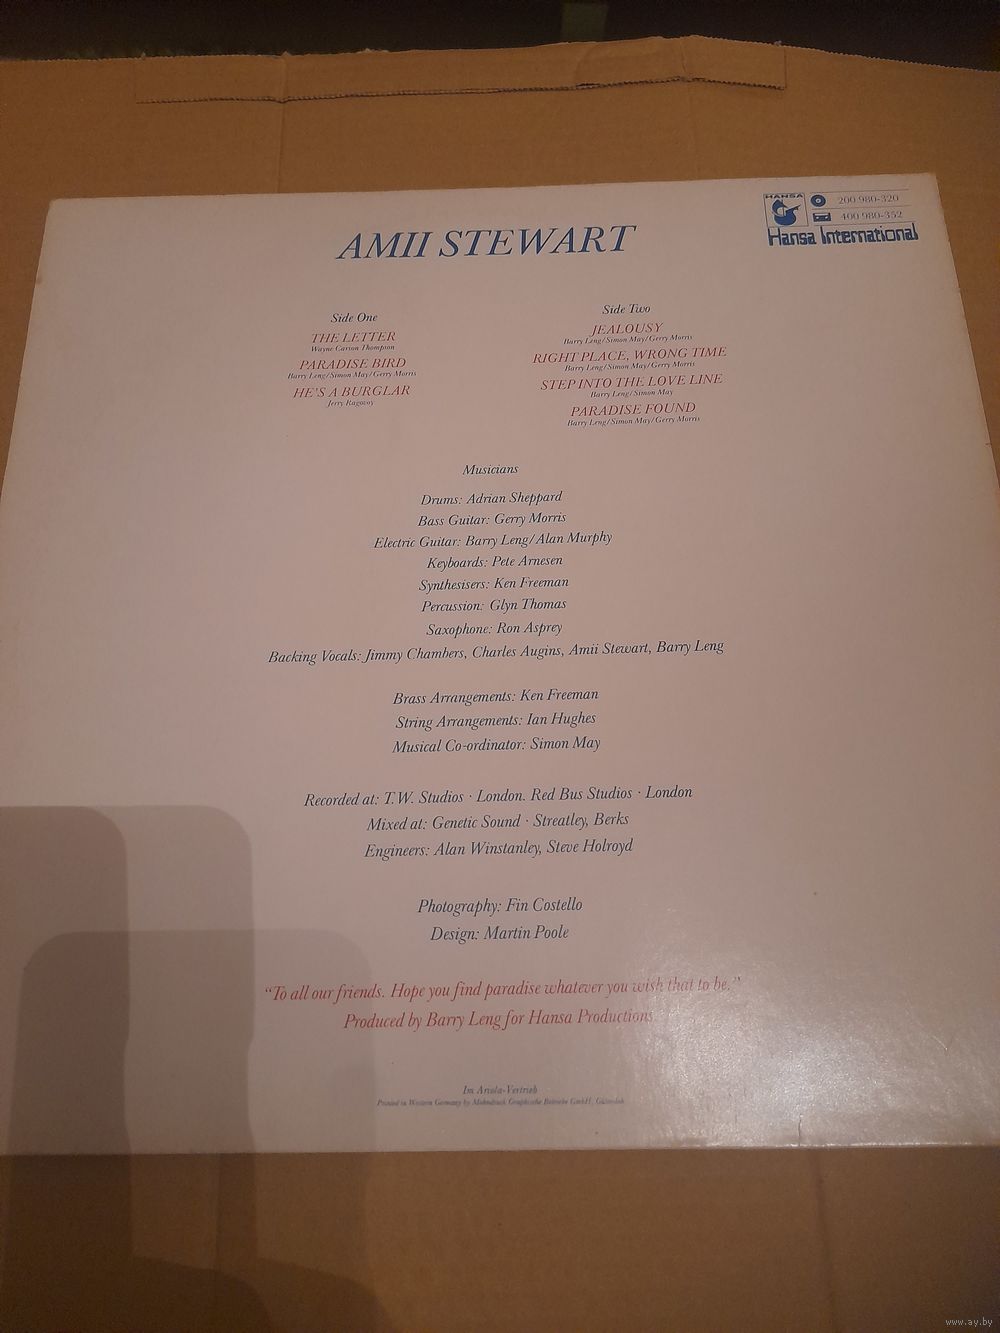 HANSA
200 980-320
400 980-352
Hansa International
AMII STEWART
Side One
THE LETTER
Wayne Carson Thompson
PARADISE BIRD
Barry Leng/Simon May/Gerry Morris
HE'S A BURGLAR
Jerry Ragovoy
Side Two
JEALOUSY
Barry Leng/Simon May/Gerry Morris
RIGHT PLACE, WRONG TIME
Barry Leng/Simon May/Gerry Morris
STEP INTO THE LOVE LINE
Barry Leng/Simon May
PARADISE FOUND
Barry Leng/Simon May/Gerry Morris
Musicians
Drums: Adrian Sheppard
Bass Guitar: Gerry Morris
Electric Guitar: Barry Leng/Alan Murphy
Keyboards: Pete Arnesen
Synthesisers: Ken Freeman
Percussion: Glyn Thomas
Saxophone: Ron Asprey
Backing Vocals: Jimmy Chambers, Charles Augins, Amii Stewart, Barry Leng
Brass Arrangements: Ken Freeman
String Arrangements: Ian Hughes
Musical Co-ordinator: Simon May
Recorded at: T.W. Studios · London. Red Bus Studios · London
Mixed at: Genetic Sound · Streatley, Berks
Engineers: Alan Winstanley, Steve Holroyd
Photography: Fin Costello
Design: Martin Poole
"To all our friends. Hope you find paradise whatever you wish that to be."
Produced by Barry Leng for Hansa Productions
Im Ariola-Vertrieb
Printed in Western Germany by Mohndruck Graphische Betriebe GmbH, Gütersloh
www.ay.by